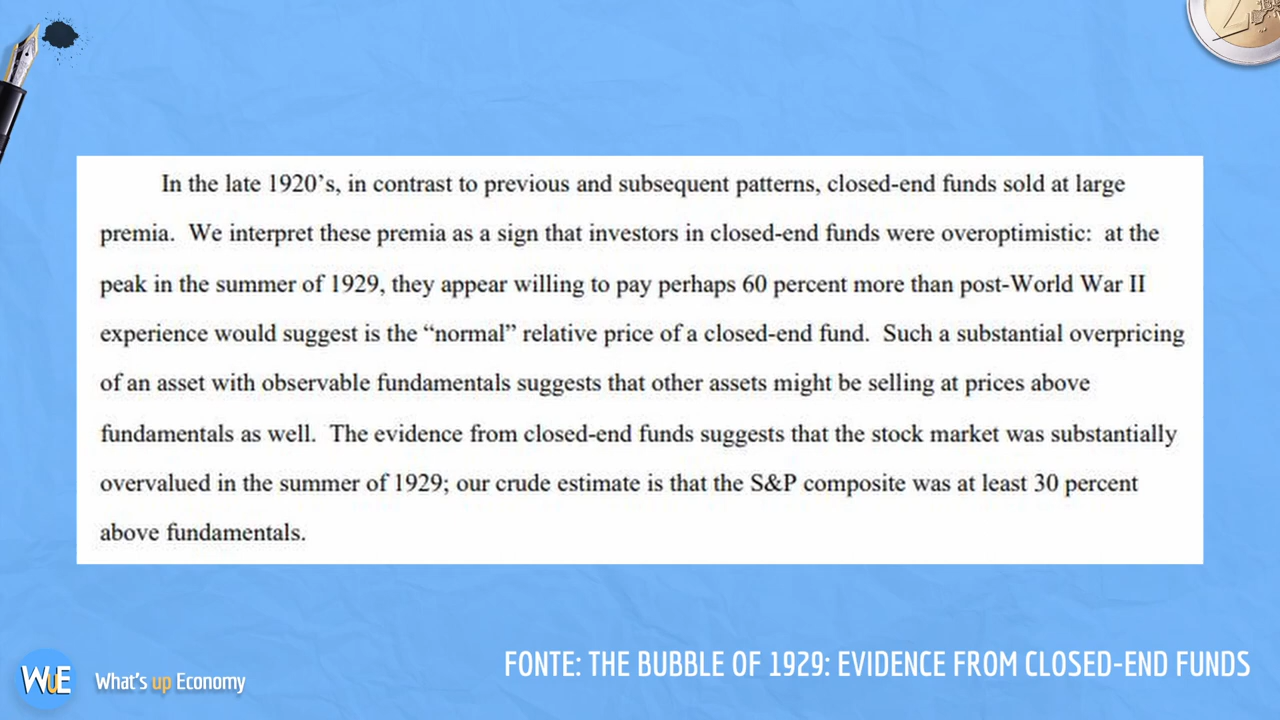 In the late 1920’s, in contrast to previous and subsequent patterns, closed-end funds sold at large
premia. We interpret these premia as a sign that investors in closed-end funds were overoptimistic: at the
peak in the summer of 1929, they appear willing to pay perhaps 60 percent more than post-World War II
experience would suggest is the “normal” relative price of a closed-end fund. Such a substantial overpricing
of an asset with observable fundamentals suggests that other assets might be selling at prices above
fundamentals as well. The evidence from closed-end funds suggests that the stock market was substantially
overvalued in the summer of 1929; our crude estimate is that the S&P composite was at least 30 percent
above fundamentals.
FONTE: THE BUBBLE OF 1929: EVIDENCE FROM CLOSED-END FUNDS
WuE What's up Economy